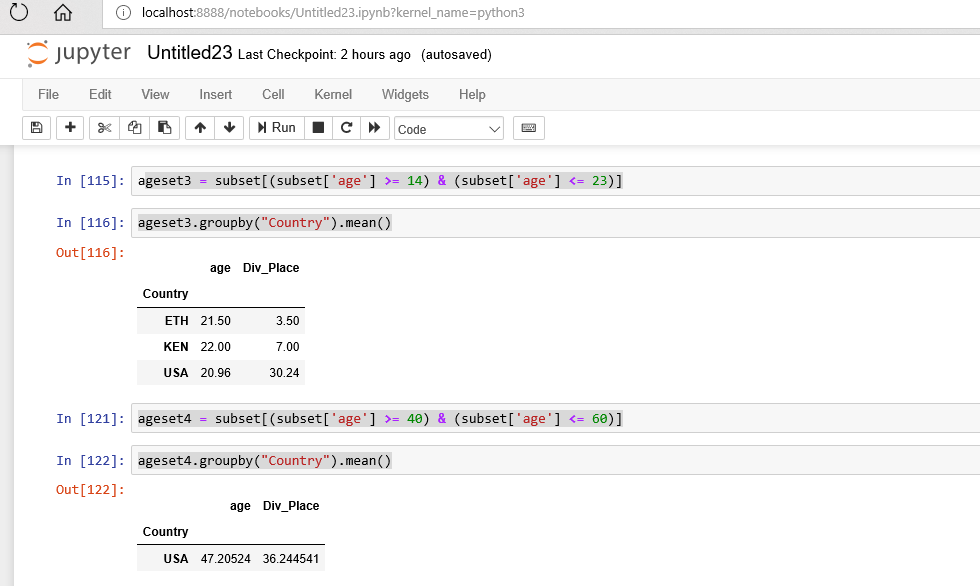 localhost:8888/notebooks/Untitled23.ipynb?kernel_name=python3
jupyter Untitled23 Last Checkpoint: 2 hours ago (autosaved)
File Edit View Insert Cell Kernel Widgets Help
Run Code
In [115]: ageset3 = subset[(subset['age'] >= 14) & (subset['age'] <= 23)]
In [116]: ageset3.groupby("Country").mean()
Out[116]:
age Div_Place
Country
ETH 21.50 3.50
KEN 22.00 7.00
USA 20.96 30.24
In [121]: ageset4 = subset[(subset['age'] >= 40) & (subset['age'] <= 60)]
In [122]: ageset4.groupby("Country").mean()
Out[122]:
age Div_Place
Country
USA 47.20524 36.244541